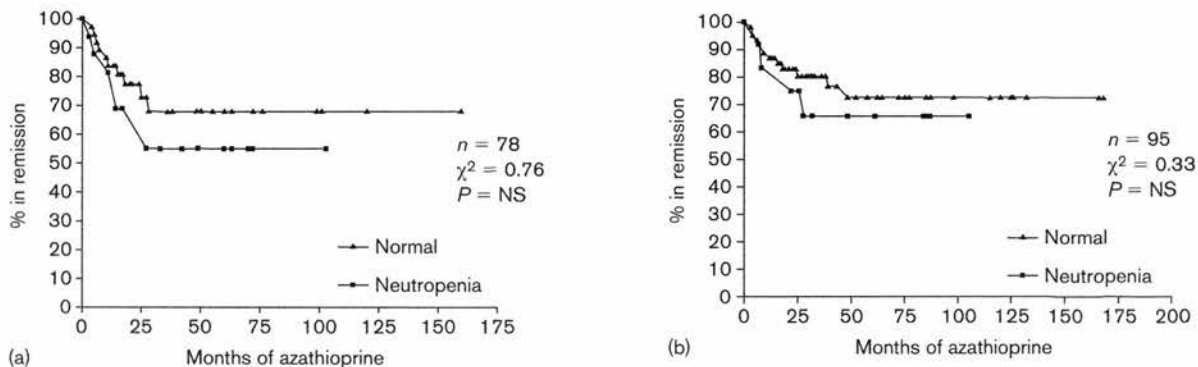 100
90
80
70
60
50
40
30
20
10
0
% in remission
n = 78
χ² = 0.76
P = NS
Normal
Neutropenia
0 25 50 75 100 125 150 175
Months of azathioprine
(a)
100
90
80
70
60
50
40
30
20
10
0
% in remission
n = 95
χ² = 0.33
P = NS
Normal
Neutropenia
0 25 50 75 100 125 150 175 200
Months of azathioprine
(b)